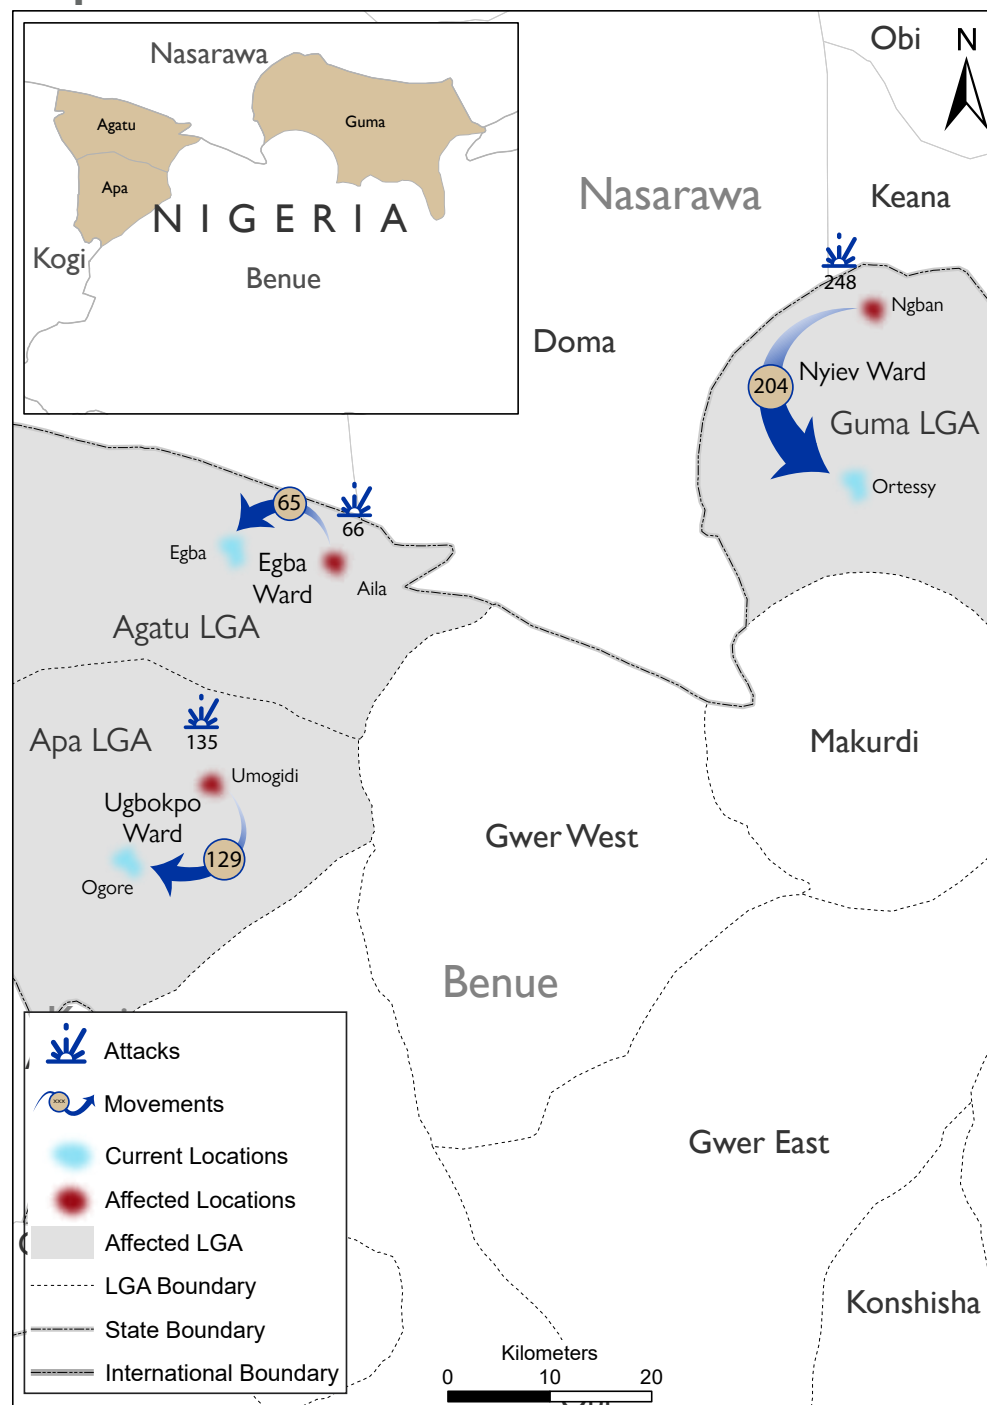 Nasarawa
Agatu
Guma
Apa
NIGERIA
Kogi
Benue
Obi
N
Nasarawa
Keana
248
Ngban
Doma
Nyiev Ward
204
Guma LGA
Ortessy
65
66
Egba
Egba
Ward
Aila
Agatu LGA
135
Apa LGA
Umogidi
Ugbokpo
Ward
129
Ogore
Makurdi
Gwer West
Benue
Gwer East
Konshisha
Attacks
xxx
Movements
Current Locations
Affected Locations
Affected LGA
LGA Boundary
State Boundary
International Boundary
Kilometers
0
10
20